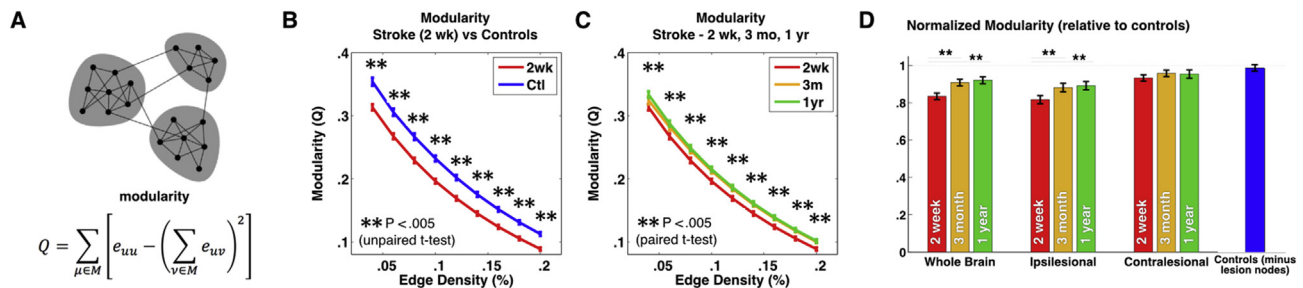 A
modularity
Q = ∑μ∈M [ e_uu − ( ∑ν∈M e_uv )² ]
B
Modularity
Stroke (2 wk) vs Controls
2wk
Ctl
** ** ** ** ** ** ** ** **
** P <.005
(unpaired t-test)
Modularity (Q)
.4
.3
.2
.1
.05 .1 .15 .2
Edge Density (%)
C
Modularity
Stroke - 2 wk, 3 mo, 1 yr
2wk
3m
1yr
** ** ** ** ** ** ** ** **
** P <.005
(paired t-test)
Modularity (Q)
.4
.3
.2
.1
.05 .1 .15 .2
Edge Density (%)
D
Normalized Modularity (relative to controls)
** ** ** **
1
.8
.6
.4
.2
0
2 week 3 month 1 year 2 week 3 month 1 year 2 week 3 month 1 year
Whole Brain Ipsilesional Contralesional Controls (minus
lesion nodes)